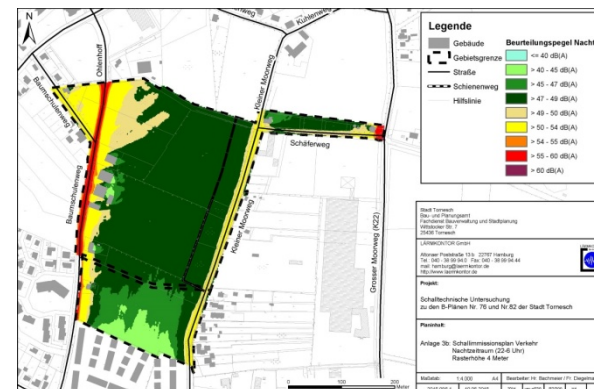 N
Ohlenhoff
Baumschulenweg
Baumschulenweg
Kuhlenweg
Kleiner Moorweg
Schäferweg
Kleiner Moorweg
Grosser Moorweg (K22)
0
100
200
Meter
Legende
Gebäude
Gebietsgrenze
Straße
Schienenweg
Hilfslinie
Beurteilungspegel Nacht
<= 40 dB(A)
> 40 - 45 dB(A)
> 45 - 47 dB(A)
> 47 - 49 dB(A)
> 49 - 50 dB(A)
> 50 - 54 dB(A)
> 54 - 55 dB(A)
> 55 - 60 dB(A)
> 60 dB(A)
Stadt Tornesch
Bau- und Planungsamt
Fachdienst Bauverwaltung und Stadtplanung
Wittstocker Str. 7
25436 Tornesch
LÄRMKONTOR GmbH
Altonaer Poststraße 13 b 22767 Hamburg
mail: hamburg@laermkontor.de
http://www.laermkontor.de
Projekt:
Schalltechnische Untersuchung
zu den B-Plänen Nr. 76 und Nr.82 der Stadt Tornesch
Planinhalt:
Anlage 3b: Schallimmissionsplan Verkehr
Nachtzeitraum (22-6 Uhr)
Rasterhöhe 4 Meter
Maßstab: 1:4.000 A4